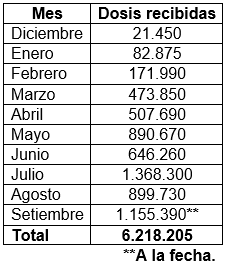 Mes Dosis recibidas
Diciembre 21.450
Enero 82.875
Febrero 171.990
Marzo 473.850
Abril 507.690
Mayo 890.670
Junio 646.260
Julio 1.368.300
Agosto 899.730
Setiembre 1.155.390**
Total 6.218.205
**A la fecha.